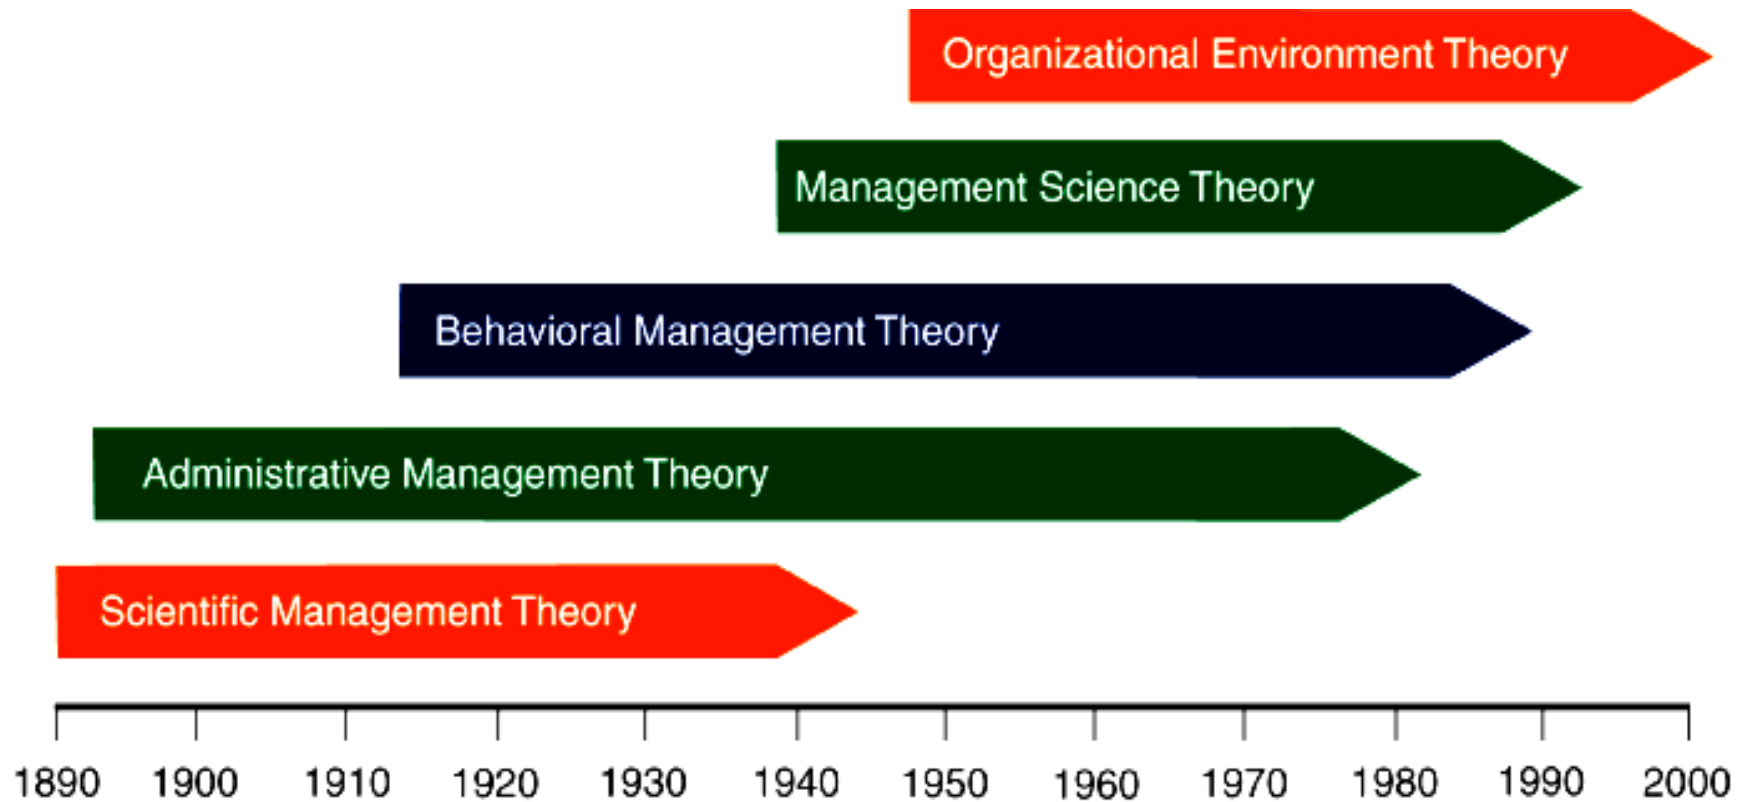 Organizational Environment Theory
Management Science Theory
Behavioral Management Theory
Administrative Management Theory
Scientific Management Theory
1890 1900 1910 1920 1930 1940 1950 1960 1970 1980 1990 2000